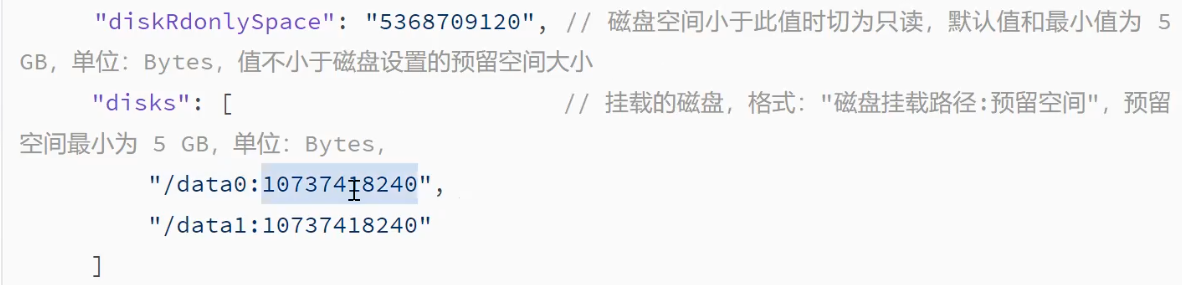 "diskRdonlySpace": "5368709120", // 磁盘空间小于此值时切为只读，默认值和最小值为 5
GB，单位：Bytes，值不小于磁盘设置的预留空间大小
"disks": [ // 挂载的磁盘，格式："磁盘挂载路径:预留空间"，预留
空间最小为 5 GB，单位：Bytes，
"/data0:10737418240",
"/data1:10737418240"
]